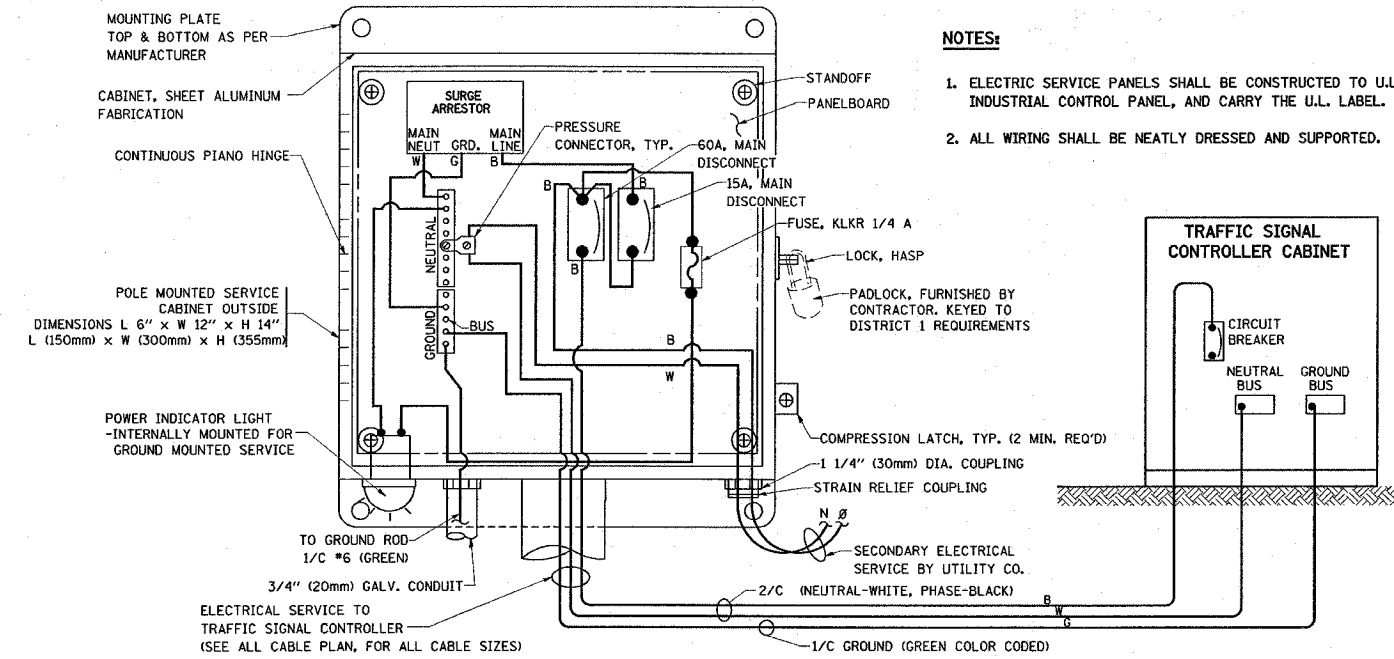 MOUNTING PLATE
TOP & BOTTOM AS PER
MANUFACTURER
CABINET, SHEET ALUMINUM
FABRICATION
CONTINUOUS PIANO HINGE
POLE MOUNTED SERVICE
CABINET OUTSIDE
DIMENSIONS L 6" x W 12" x H 14"
L (150mm) x W (300mm) x H (355mm)
POWER INDICATOR LIGHT
-INTERNALLY MOUNTED FOR
GROUND MOUNTED SERVICE
SURGE
ARRESTOR
MAIN
NEUT
GRD.
MAIN
LINE
W
G
B
PRESSURE
CONNECTOR, TYP.
NEUTRAL
GROUND
BUS
B
B
B
B
W
STANDOFF
PANELBOARD
60A, MAIN
DISCONNECT
15A, MAIN
DISCONNECT
FUSE, KLKR 1/4 A
LOCK, HASP
PADLOCK, FURNISHED BY
CONTRACTOR. KEYED TO
DISTRICT 1 REQUIREMENTS
COMPRESSION LATCH, TYP. (2 MIN. REQ'D)
1 1/4" (30mm) DIA. COUPLING
STRAIN RELIEF COUPLING
N Ø
SECONDARY ELECTRICAL
SERVICE BY UTILITY CO.
TO GROUND ROD
1/C #6 (GREEN)
3/4" (20mm) GALV. CONDUIT
ELECTRICAL SERVICE TO
TRAFFIC SIGNAL CONTROLLER
(SEE ALL CABLE PLAN, FOR ALL CABLE SIZES)
2/C (NEUTRAL-WHITE, PHASE-BLACK)
B
W
G
1/C GROUND (GREEN COLOR CODED)
NOTES:
1. ELECTRIC SERVICE PANELS SHALL BE CONSTRUCTED TO U.L
INDUSTRIAL CONTROL PANEL, AND CARRY THE U.L. LABEL.
2. ALL WIRING SHALL BE NEATLY DRESSED AND SUPPORTED.
TRAFFIC SIGNAL
CONTROLLER CABINET
CIRCUIT
BREAKER
NEUTRAL
BUS
GROUND
BUS